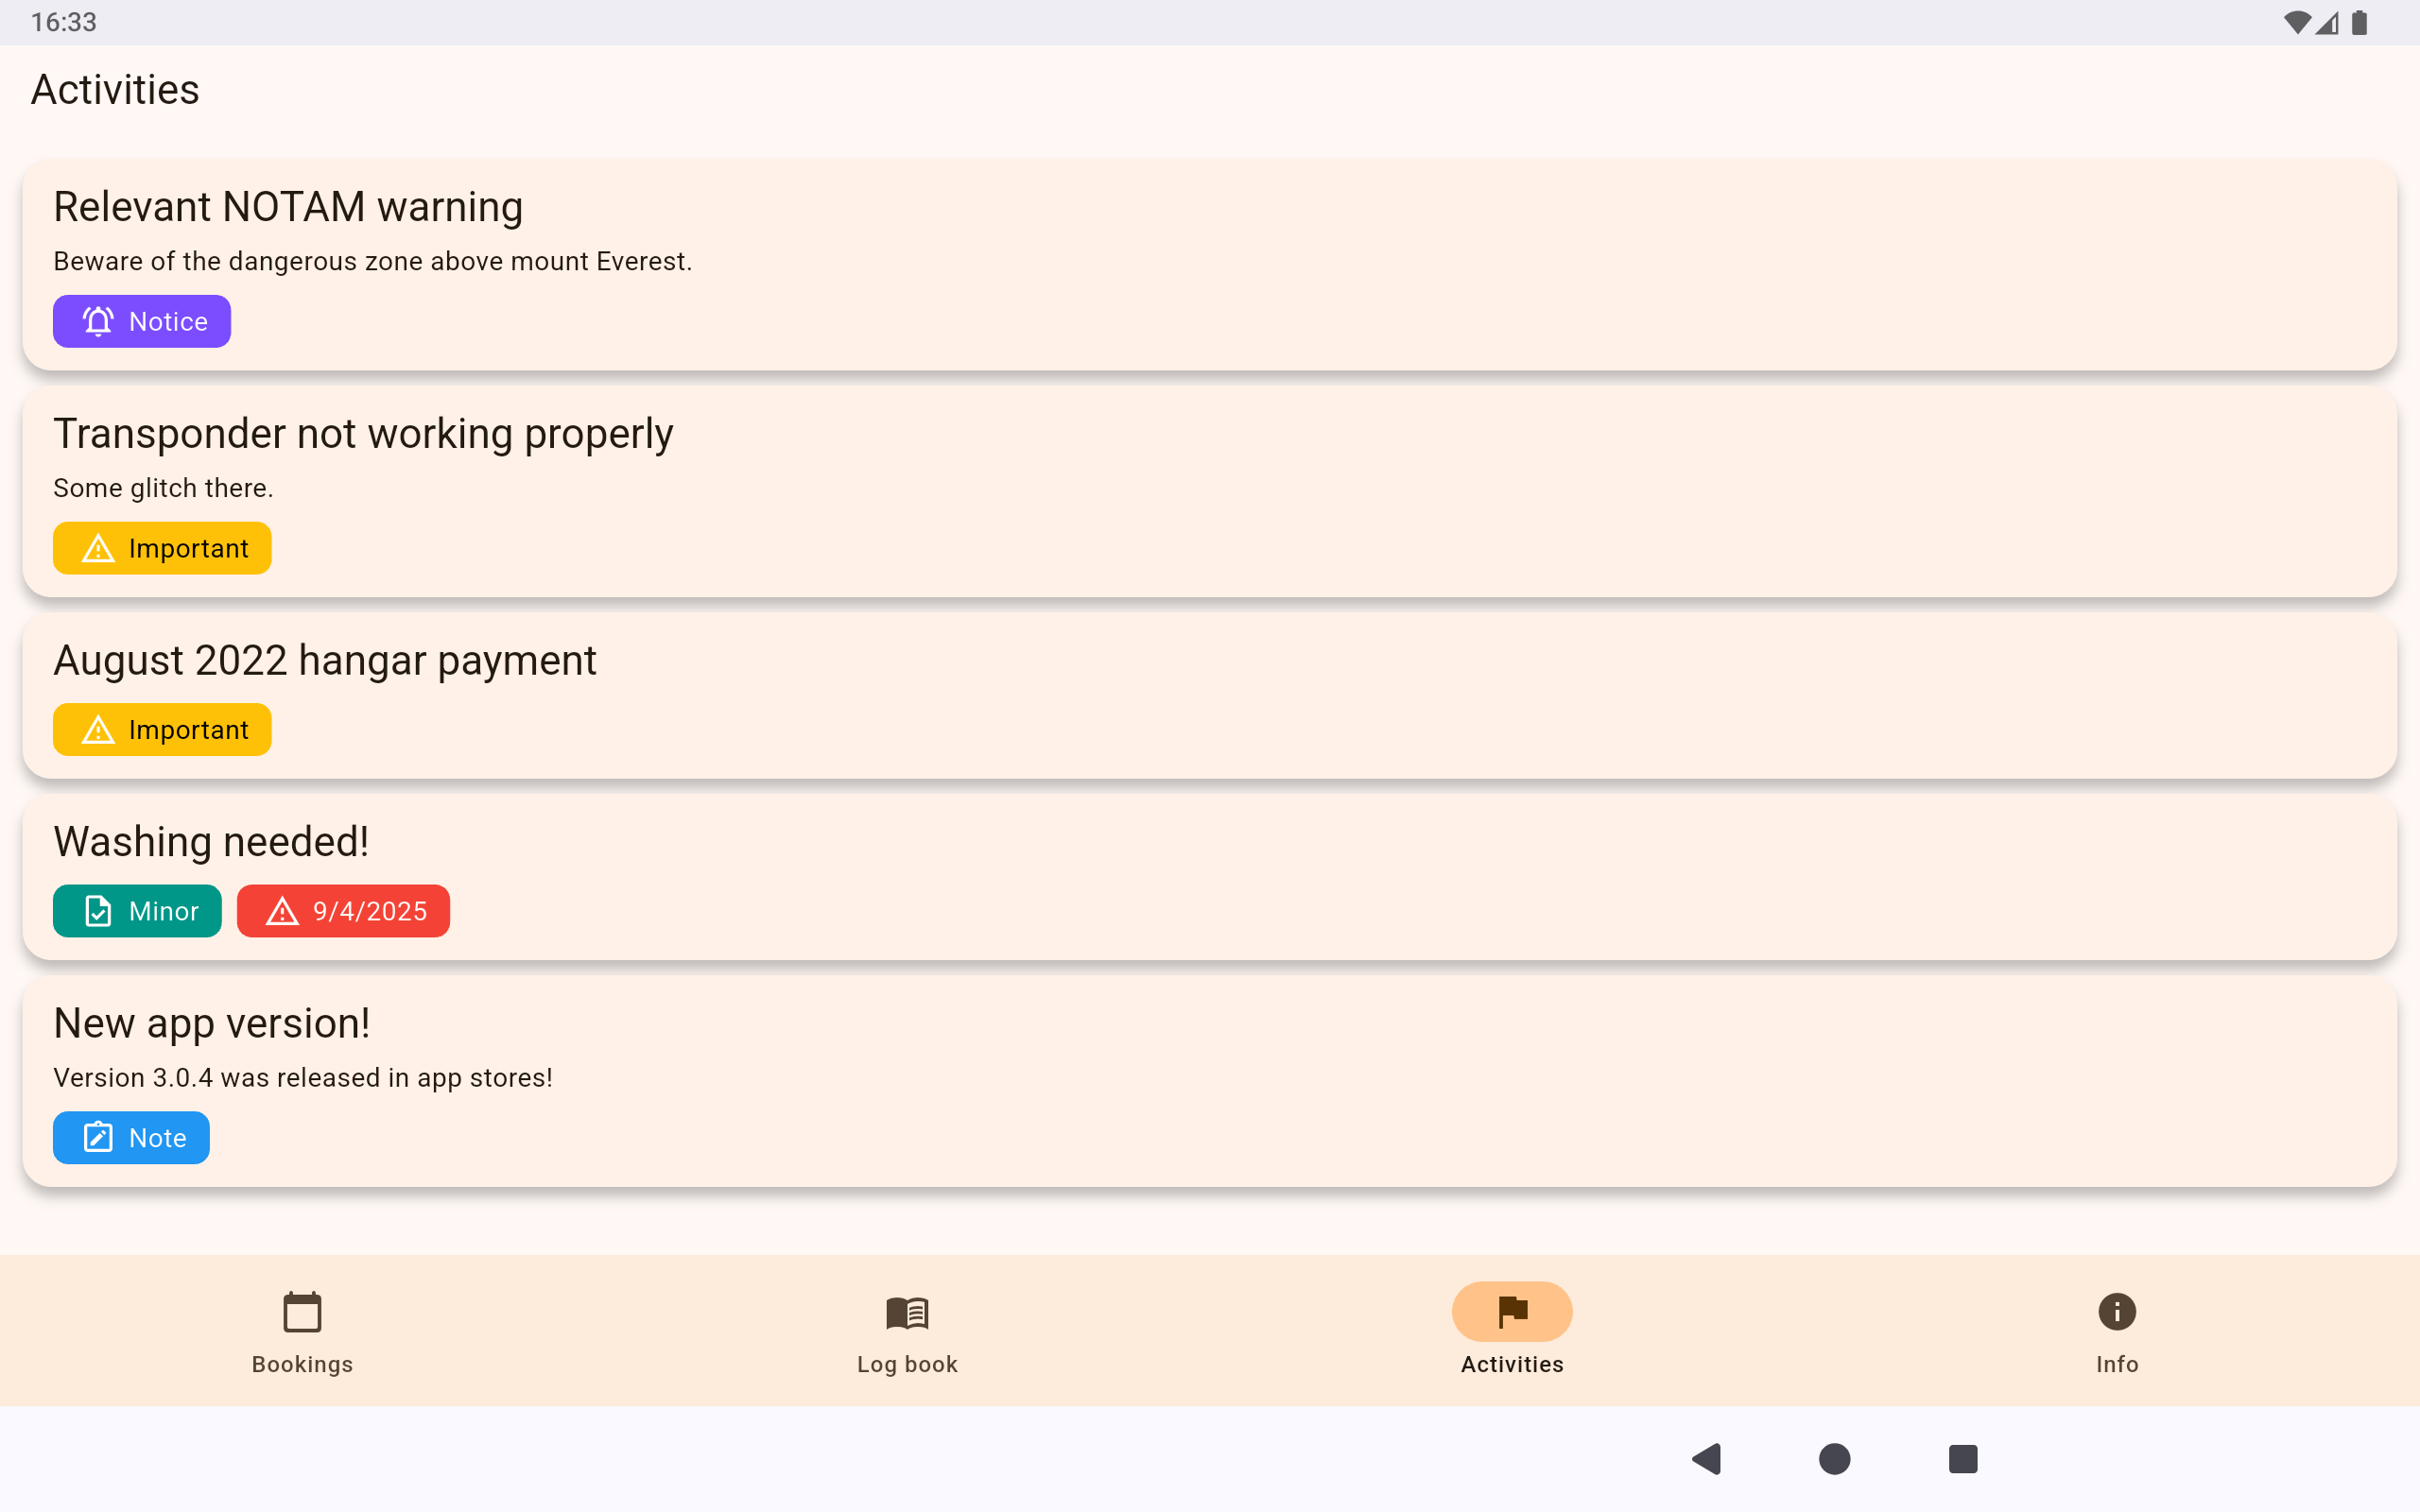 16:33
Activities
Relevant NOTAM warning
Beware of the dangerous zone above mount Everest.
Notice
Transponder not working properly
Some glitch there.
Important
August 2022 hangar payment
Important
Washing needed!
Minor 9/4/2025
New app version!
Version 3.0.4 was released in app stores!
Note
Bookings Log book Activities Info